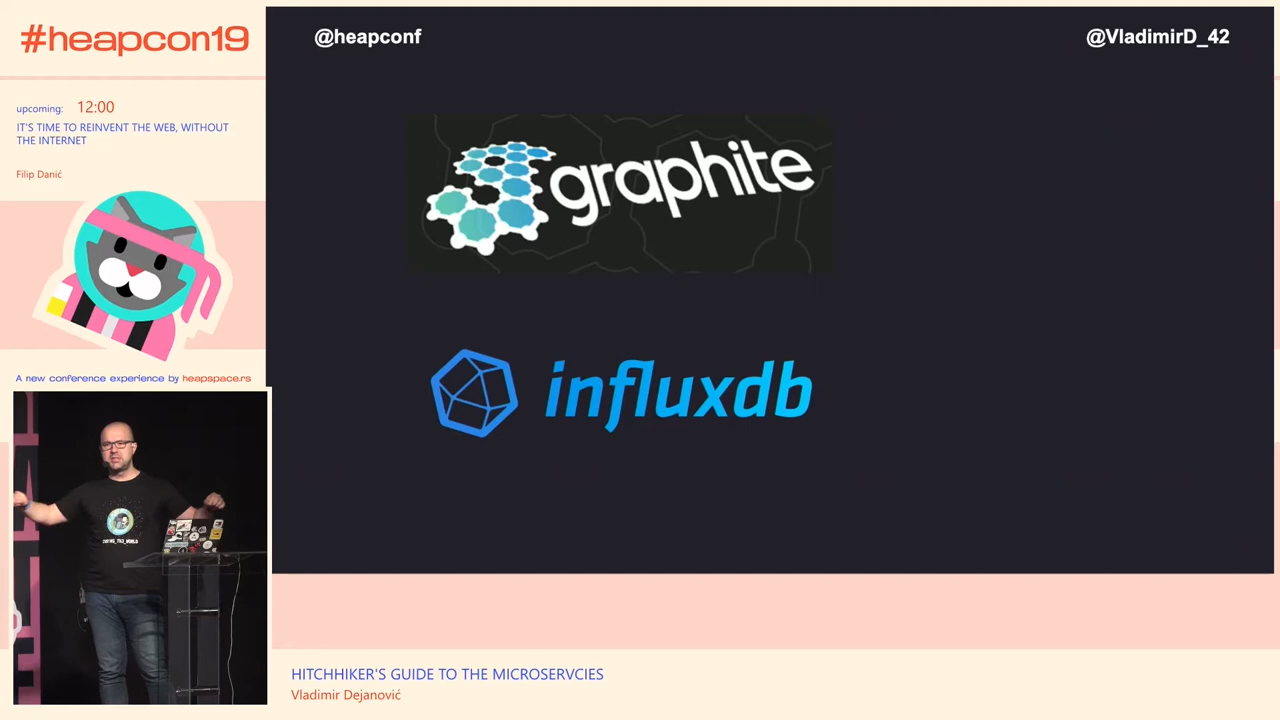 #heapcon19
upcoming: 12:00
IT'S TIME TO REINVENT THE WEB, WITHOUT
THE INTERNET
Filip Danić
A new conference experience by heapspace.rs
@heapconf
@VladimirD_42
graphite
influxdb
HITCHHIKER'S GUIDE TO THE MICROSERVCIES
Vladimir Dejanović